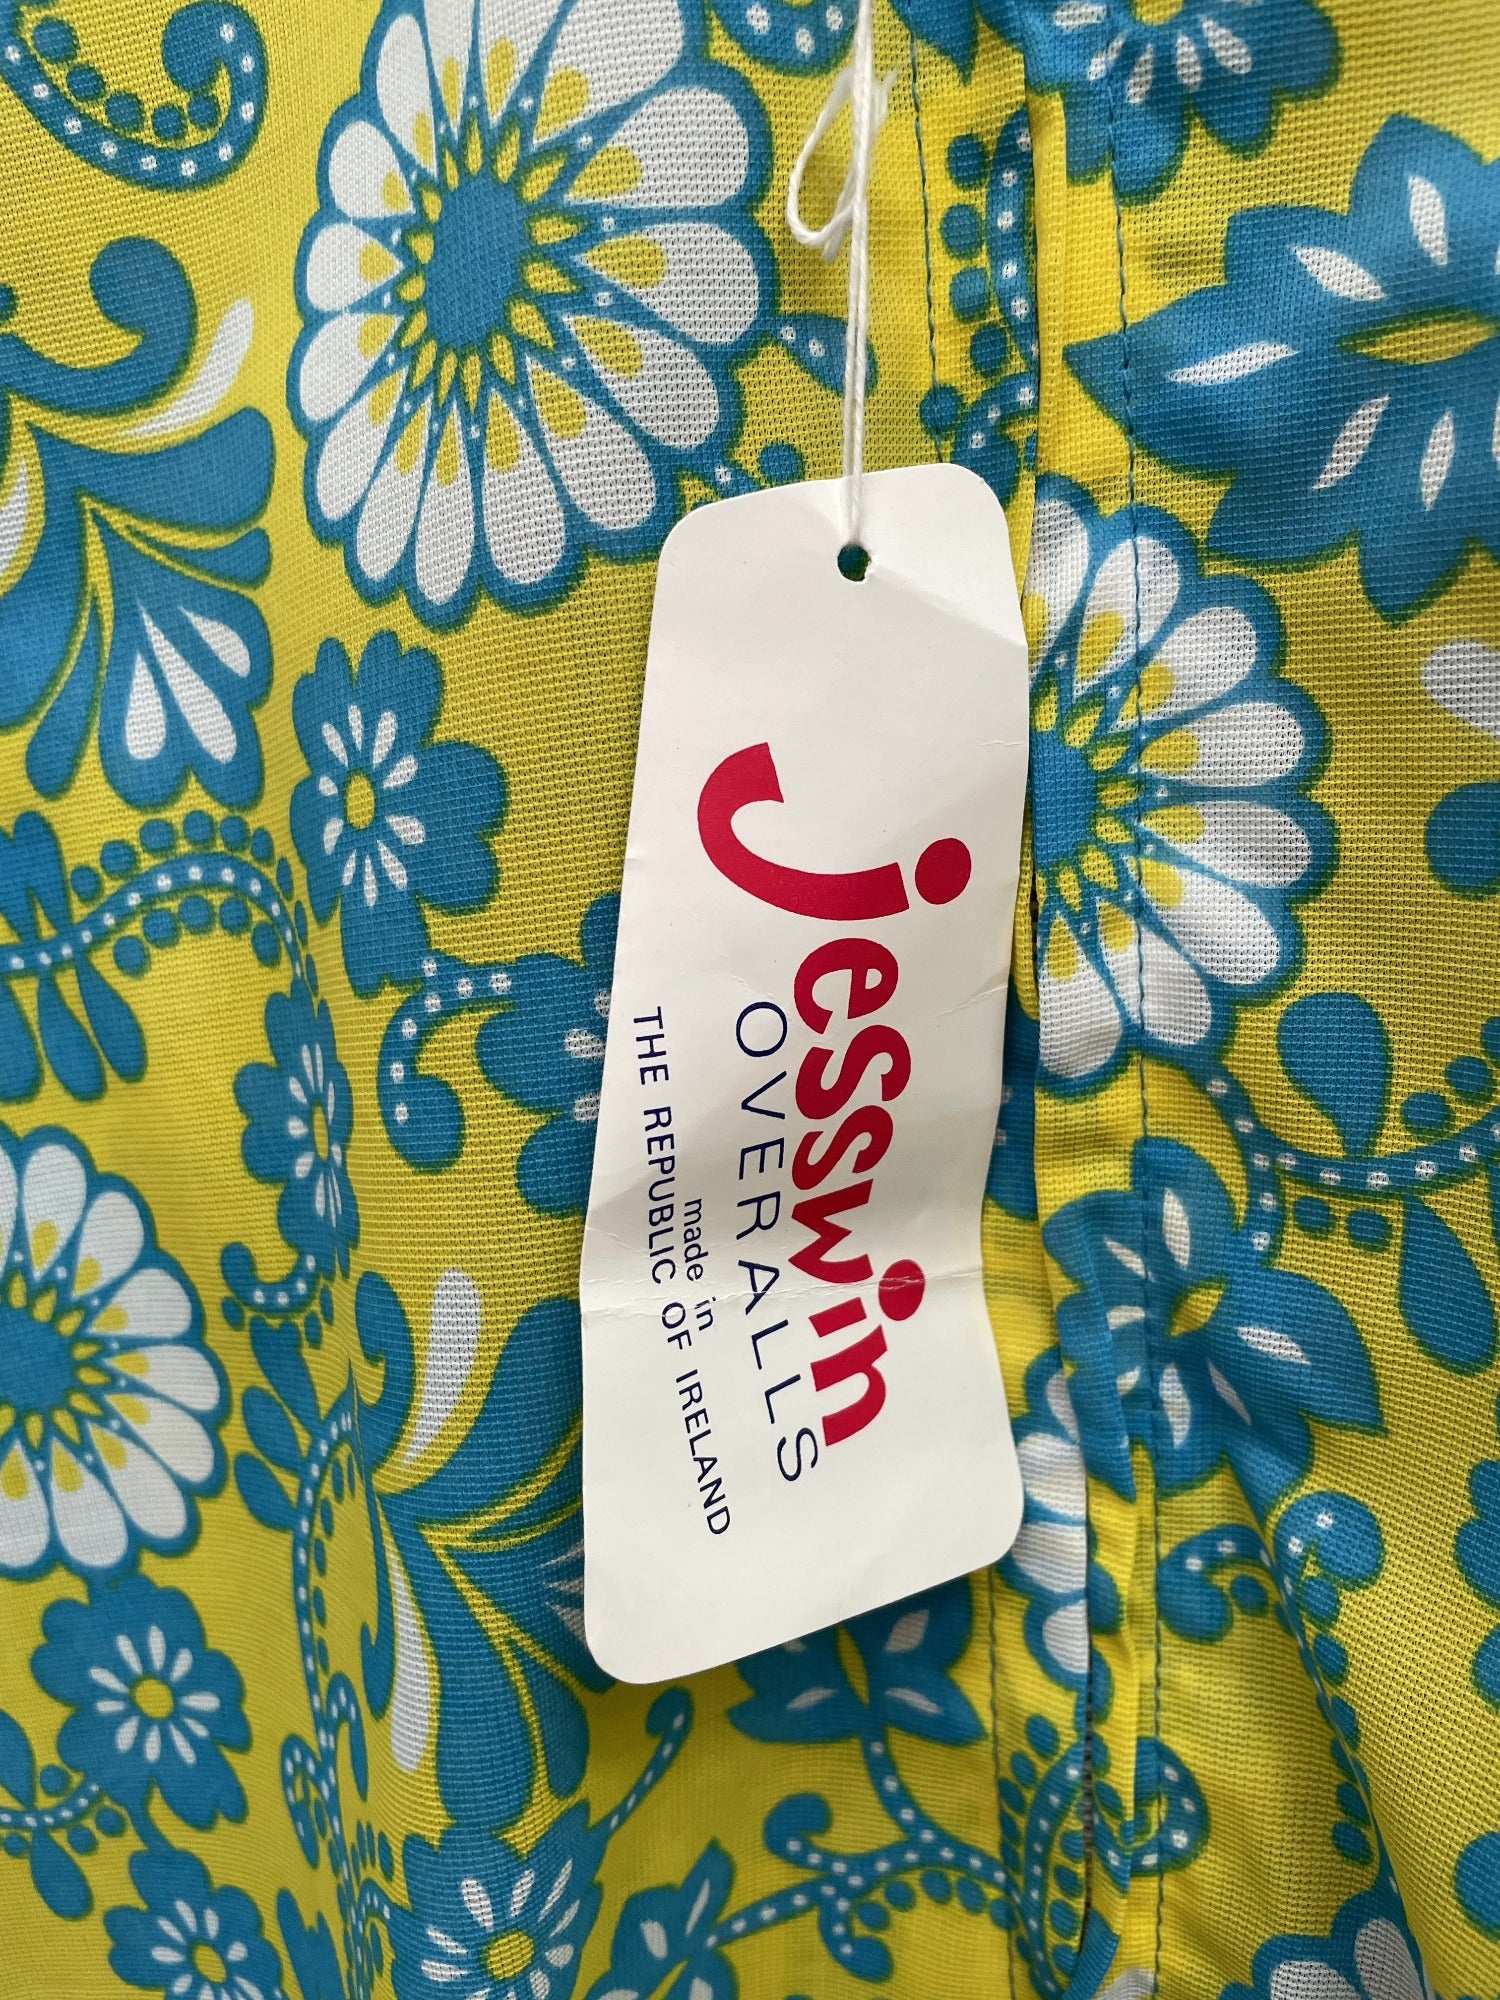 jesswin
OVERALLS
made in
THE REPUBLIC OF IRELAND